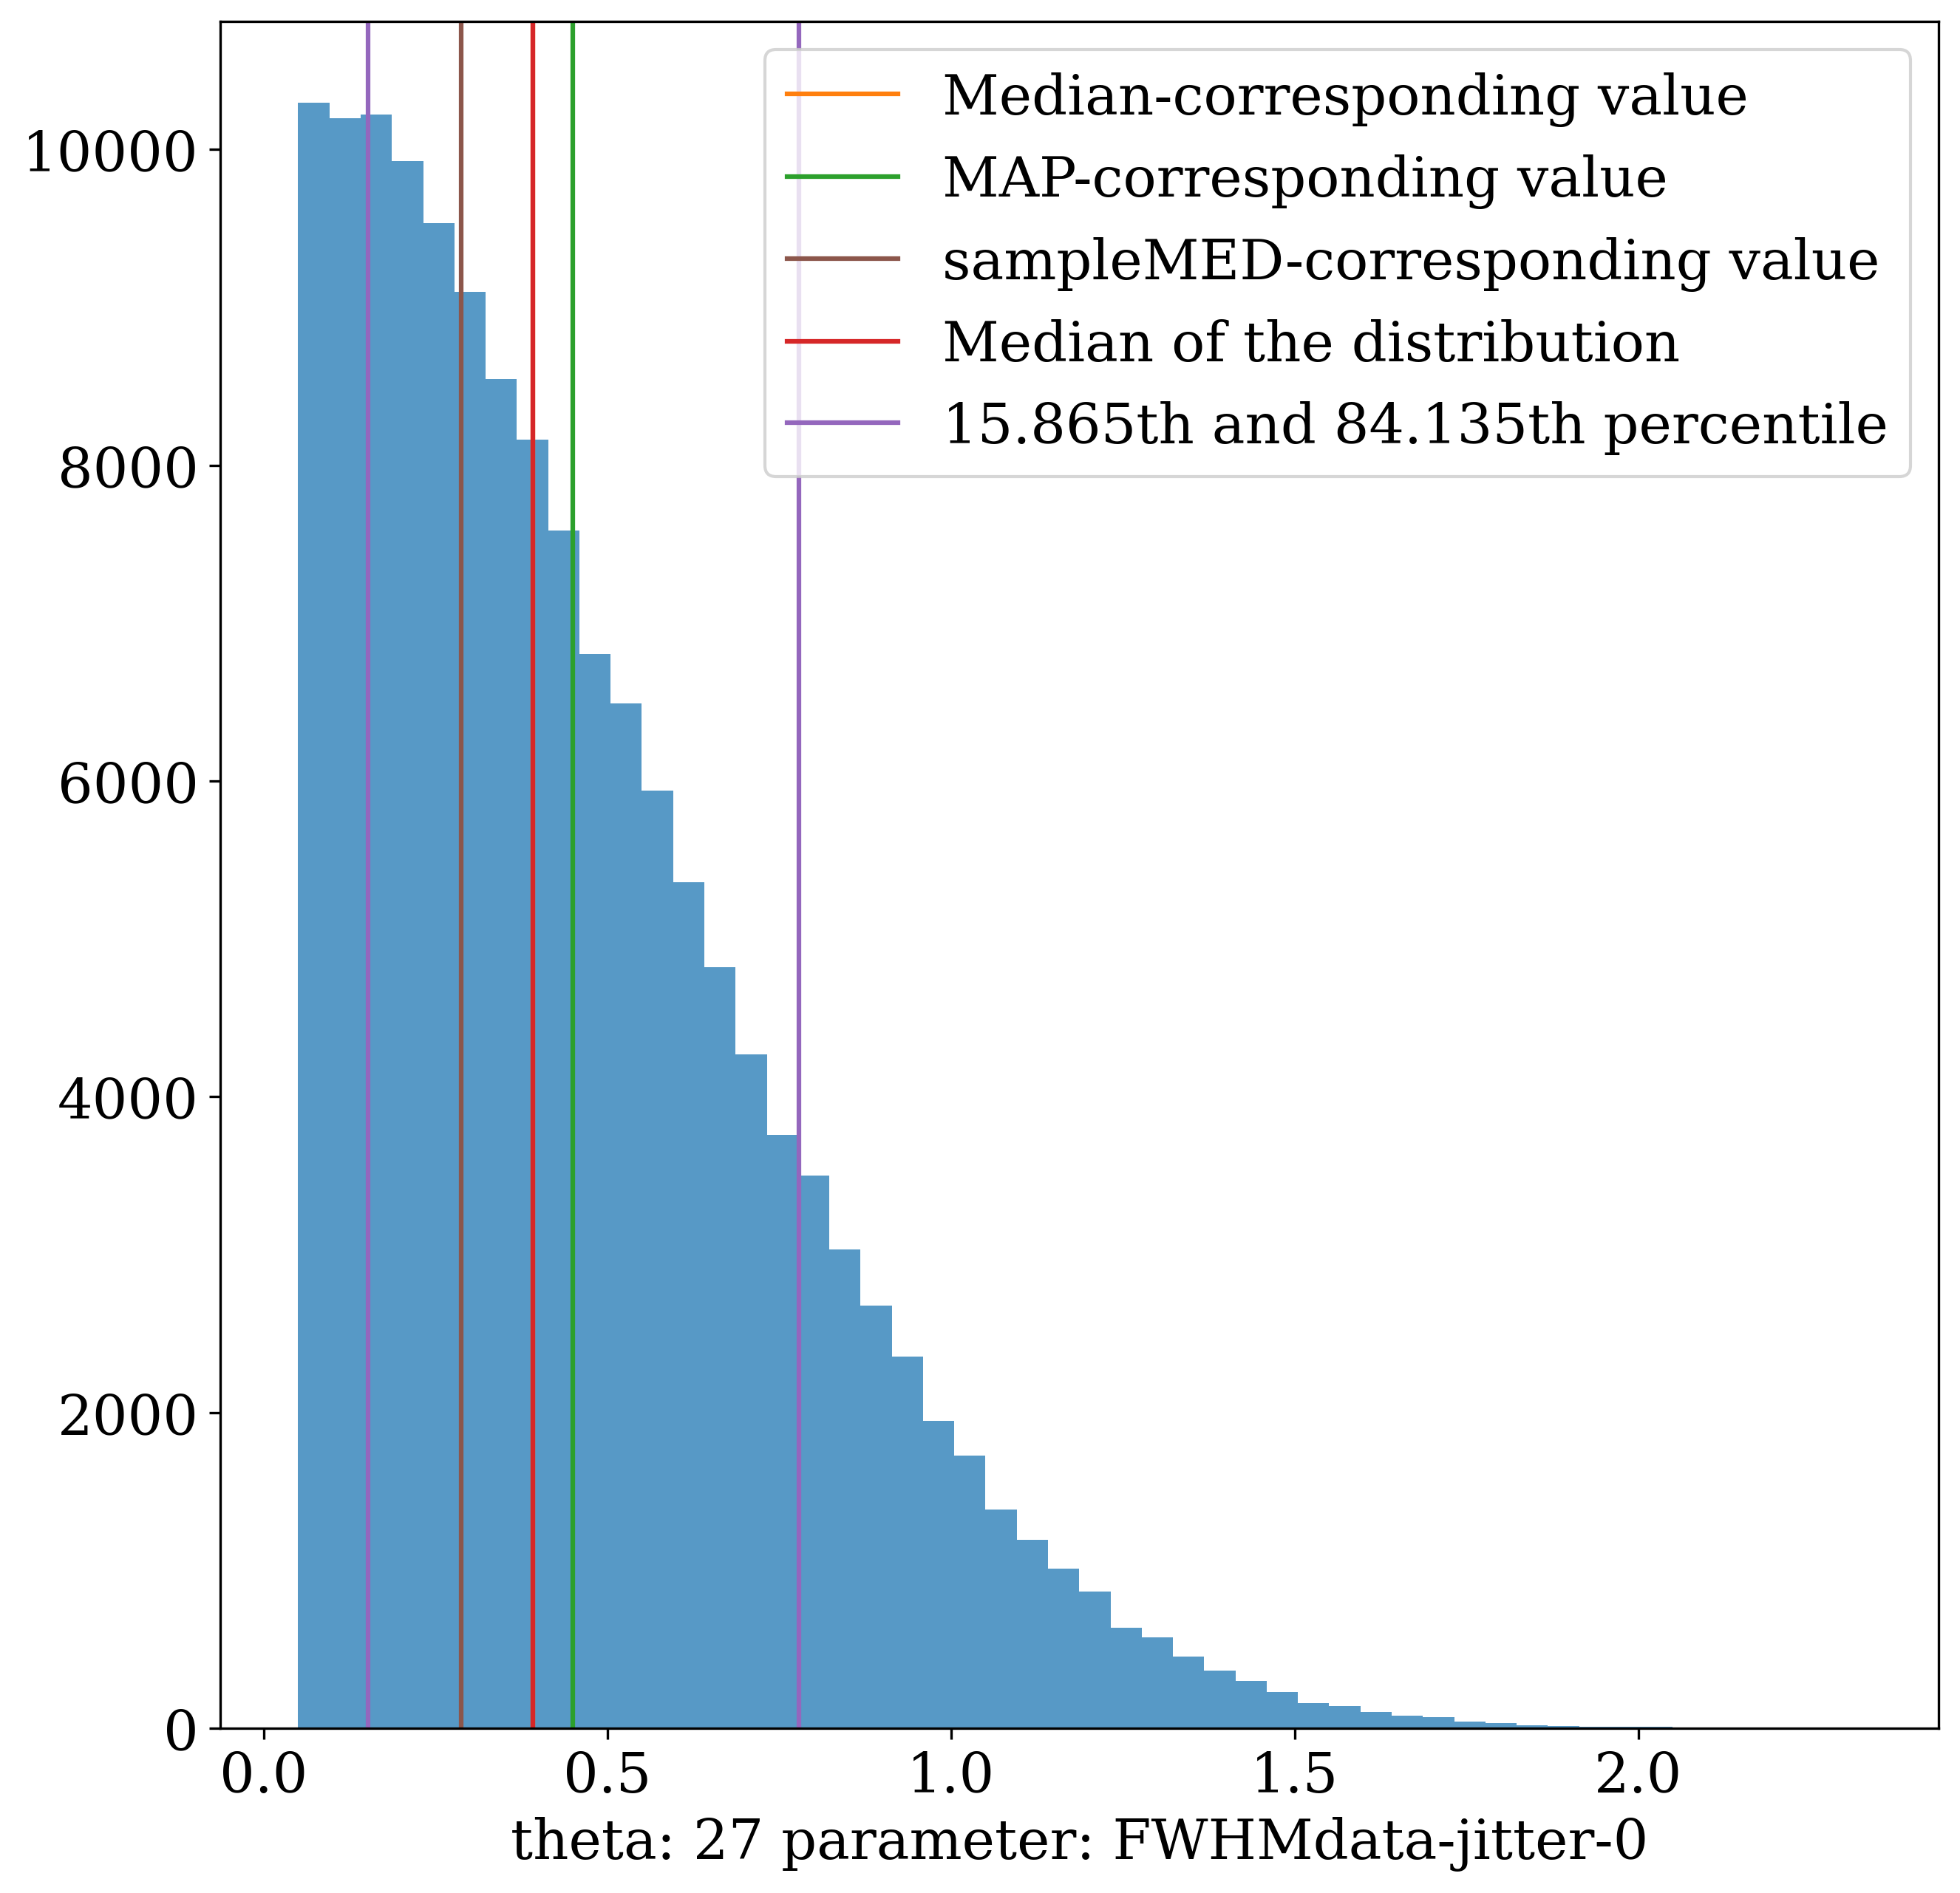 Median-corresponding value
MAP-corresponding value
sampleMED-corresponding value
Median of the distribution
15.865th and 84.135th percentile
10000
8000
6000
4000
2000
0
0.0 0.5 1.0 1.5 2.0
theta: 27 parameter: FWHMdata-jitter-0